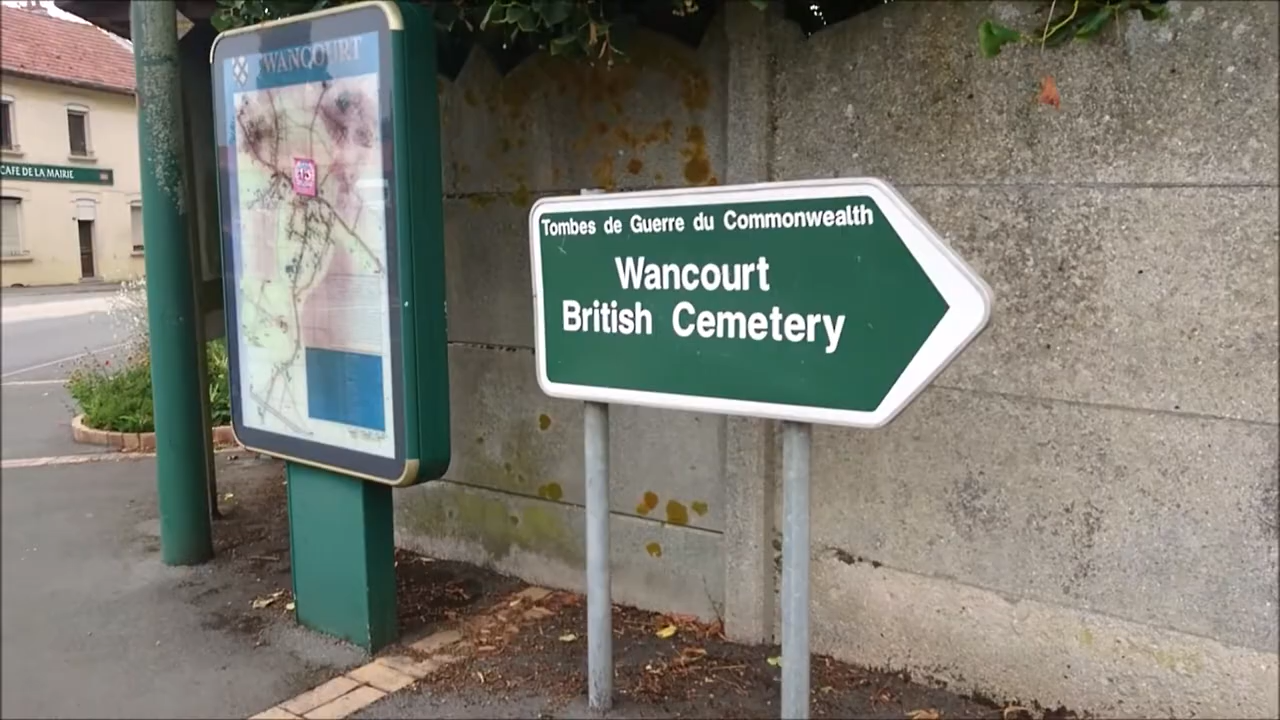 WANCOURT
CAFE DE LA MAIRIE
Tombes de Guerre du Commonwealth
Wancourt
British Cemetery